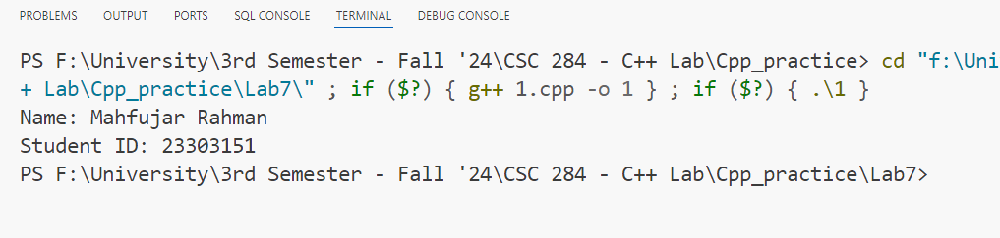 PROBLEMS OUTPUT PORTS SQL CONSOLE TERMINAL DEBUG CONSOLE
PS F:\University\3rd Semester - Fall '24\CSC 284 - C++ Lab\Cpp_practice> cd "f:\Uni
+ Lab\Cpp_practice\Lab7\" ; if ($?) { g++ 1.cpp -o 1 } ; if ($?) { .\1 }
Name: Mahfujar Rahman
Student ID: 23303151
PS F:\University\3rd Semester - Fall '24\CSC 284 - C++ Lab\Cpp_practice\Lab7>